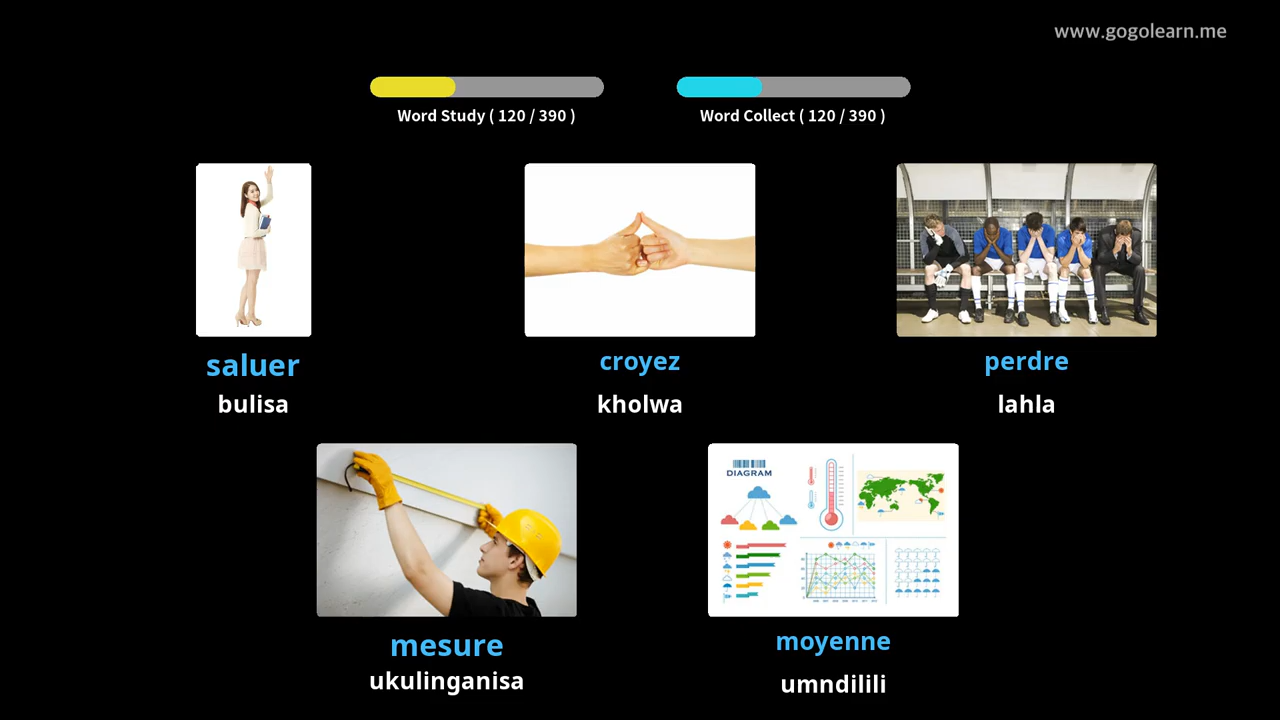 www.gogolearn.me
Word Study ( 120 / 390 )
Word Collect ( 120 / 390 )
saluer
bulisa
croyez
kholwa
perdre
lahla
DIAGRAM
mesure
ukulinganisa
moyenne
umndilili